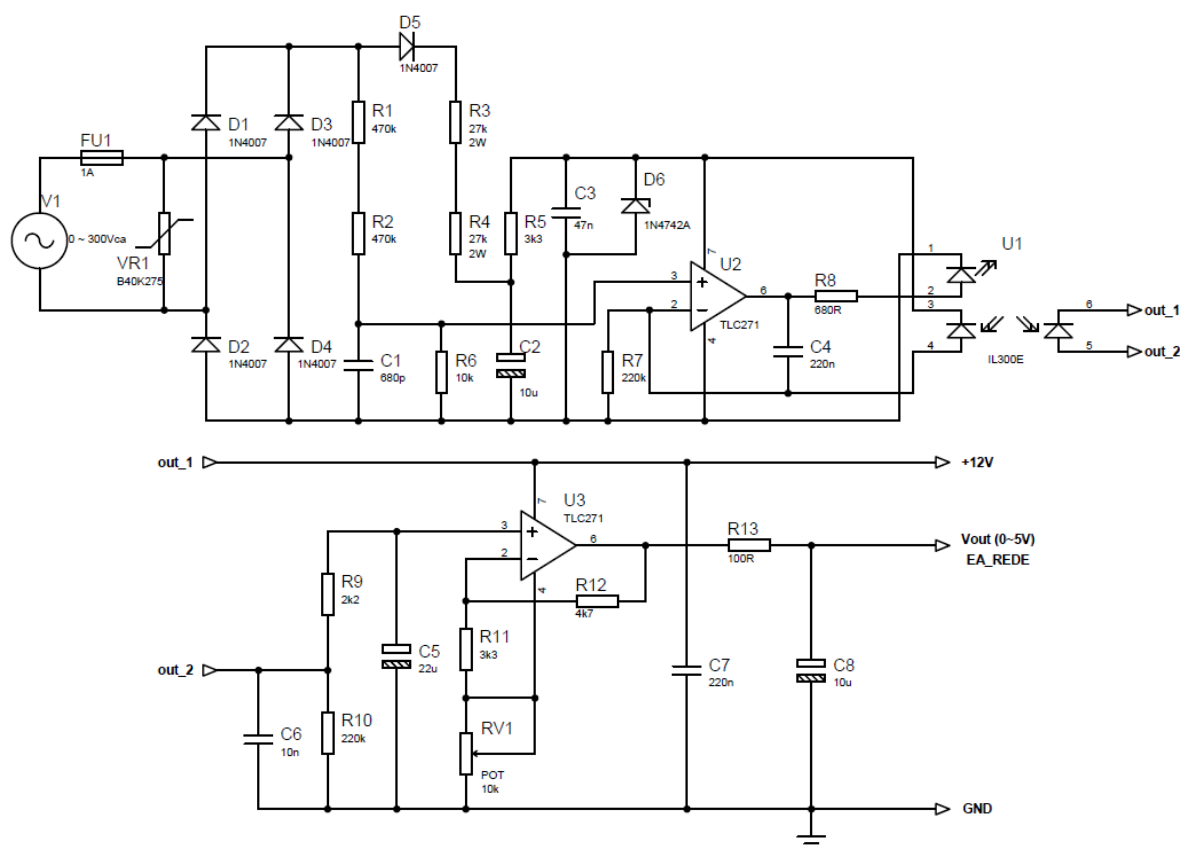 D5
1N4007
D1
1N4007
D3
1N4007
R1
470k
R3
27k
2W
FU1
1A
V1
0 ~ 300Vca
VR1
B40K275
R2
470k
R4
27k
2W
R5
3k3
C3
47n
D6
1N4742A
7
U2
3
+
2
−
6
TLC271
4
R8
680R
1
U1
2
3
4
IL300E
6
out_1
5
out_2
D2
1N4007
D4
1N4007
C1
680p
R6
10k
C2
10u
R7
220k
C4
220n
out_1
+12V
7
U3
TLC271
3
+
2
−
6
4
R13
100R
Vout (0~5V)
EA_REDE
R9
2k2
R12
4k7
out_2
C5
22u
R11
3k3
C7
220n
C8
10u
C6
10n
R10
220k
RV1
POT
10k
GND